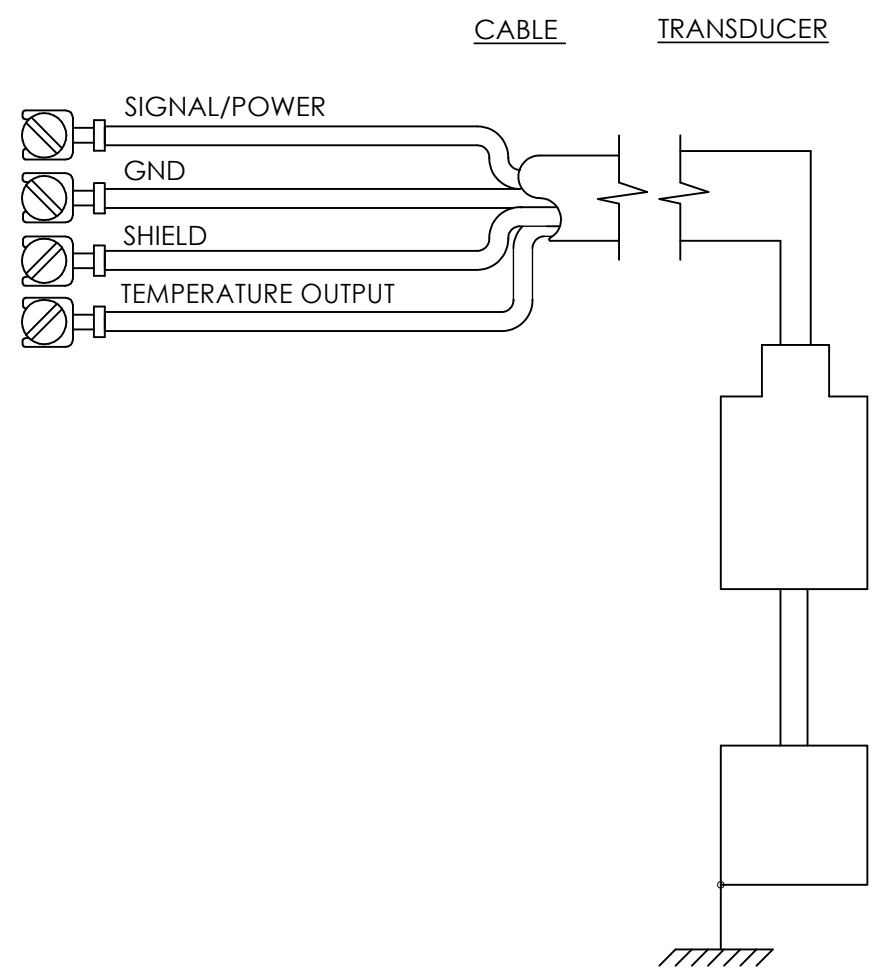 CABLE
TRANSDUCER
SIGNAL/POWER
GND
SHIELD
TEMPERATURE OUTPUT